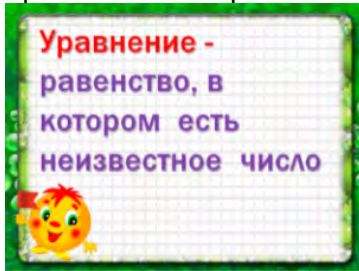 Уравнение -
равенство, в
котором есть
неизвестное число